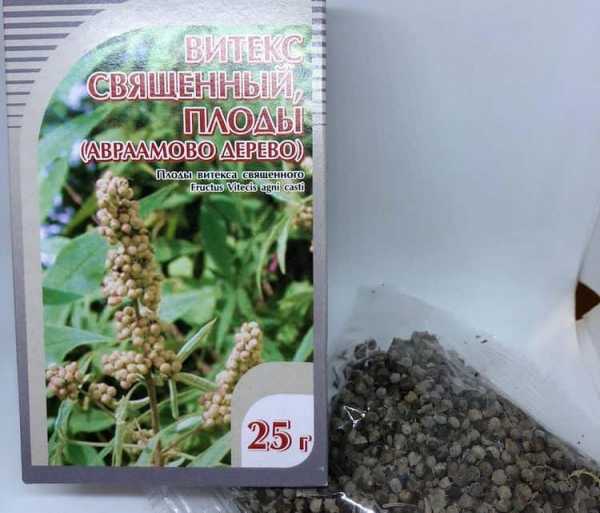 ВИТЕКС
СВЯЩЕННЫЙ,
ПЛОДЫ
(АВРААМОВО ДЕРЕВО)
Плоды витекса священного
Fructus Vitecis agni casti
25 г